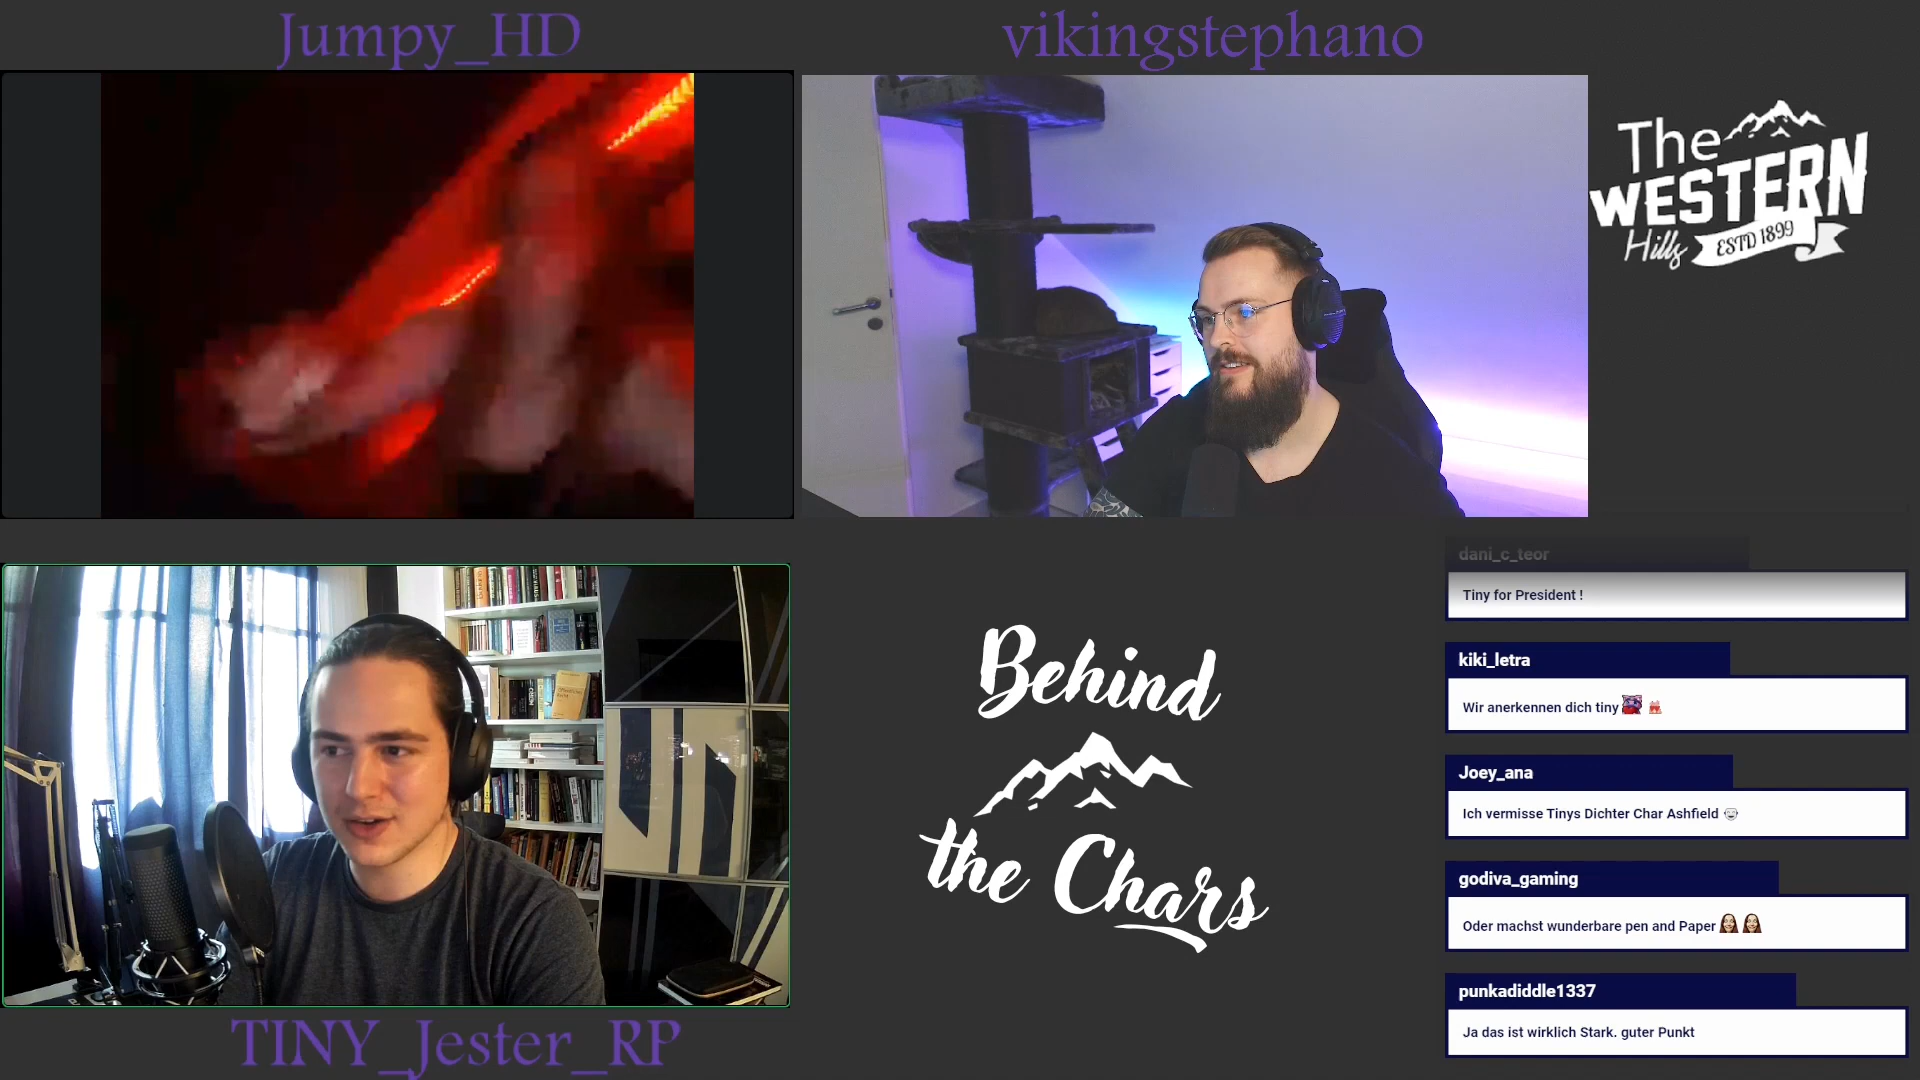 Jumpy_HD
vikingstephano
The
WESTERN
Hills
ESTD 1899
dani_c_teor
Tiny for President !
kiki_letra
Wir anerkennen dich tiny
Joey_ana
Ich vermisse Tinys Dichter Char Ashfield
godiva_gaming
Oder machst wunderbare pen and Paper
punkadiddle1337
Ja das ist wirklich Stark. guter Punkt
Behind
the Chars
TINY_Jester_RP